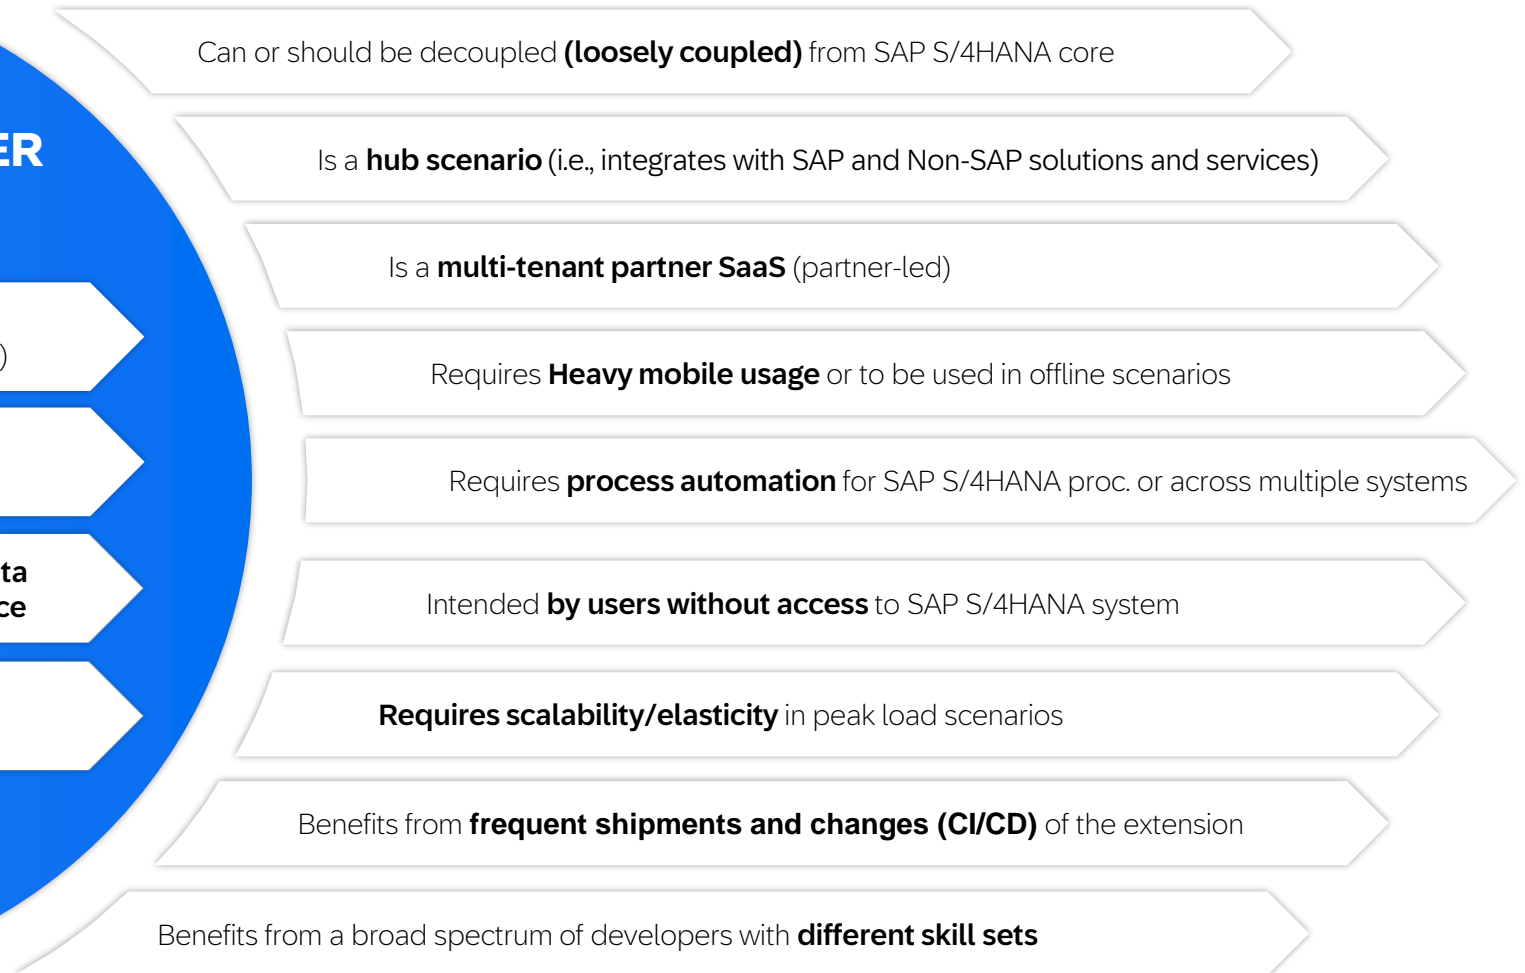 Can or should be decoupled (loosely coupled) from SAP S/4HANA core
ER
Is a hub scenario (i.e., integrates with SAP and Non-SAP solutions and services)
Is a multi-tenant partner SaaS (partner-led)
)
Requires Heavy mobile usage or to be used in offline scenarios
Requires process automation for SAP S/4HANA proc. or across multiple systems
ta
ce
Intended by users without access to SAP S/4HANA system
Requires scalability/elasticity in peak load scenarios
Benefits from frequent shipments and changes (CI/CD) of the extension
Benefits from a broad spectrum of developers with different skill sets